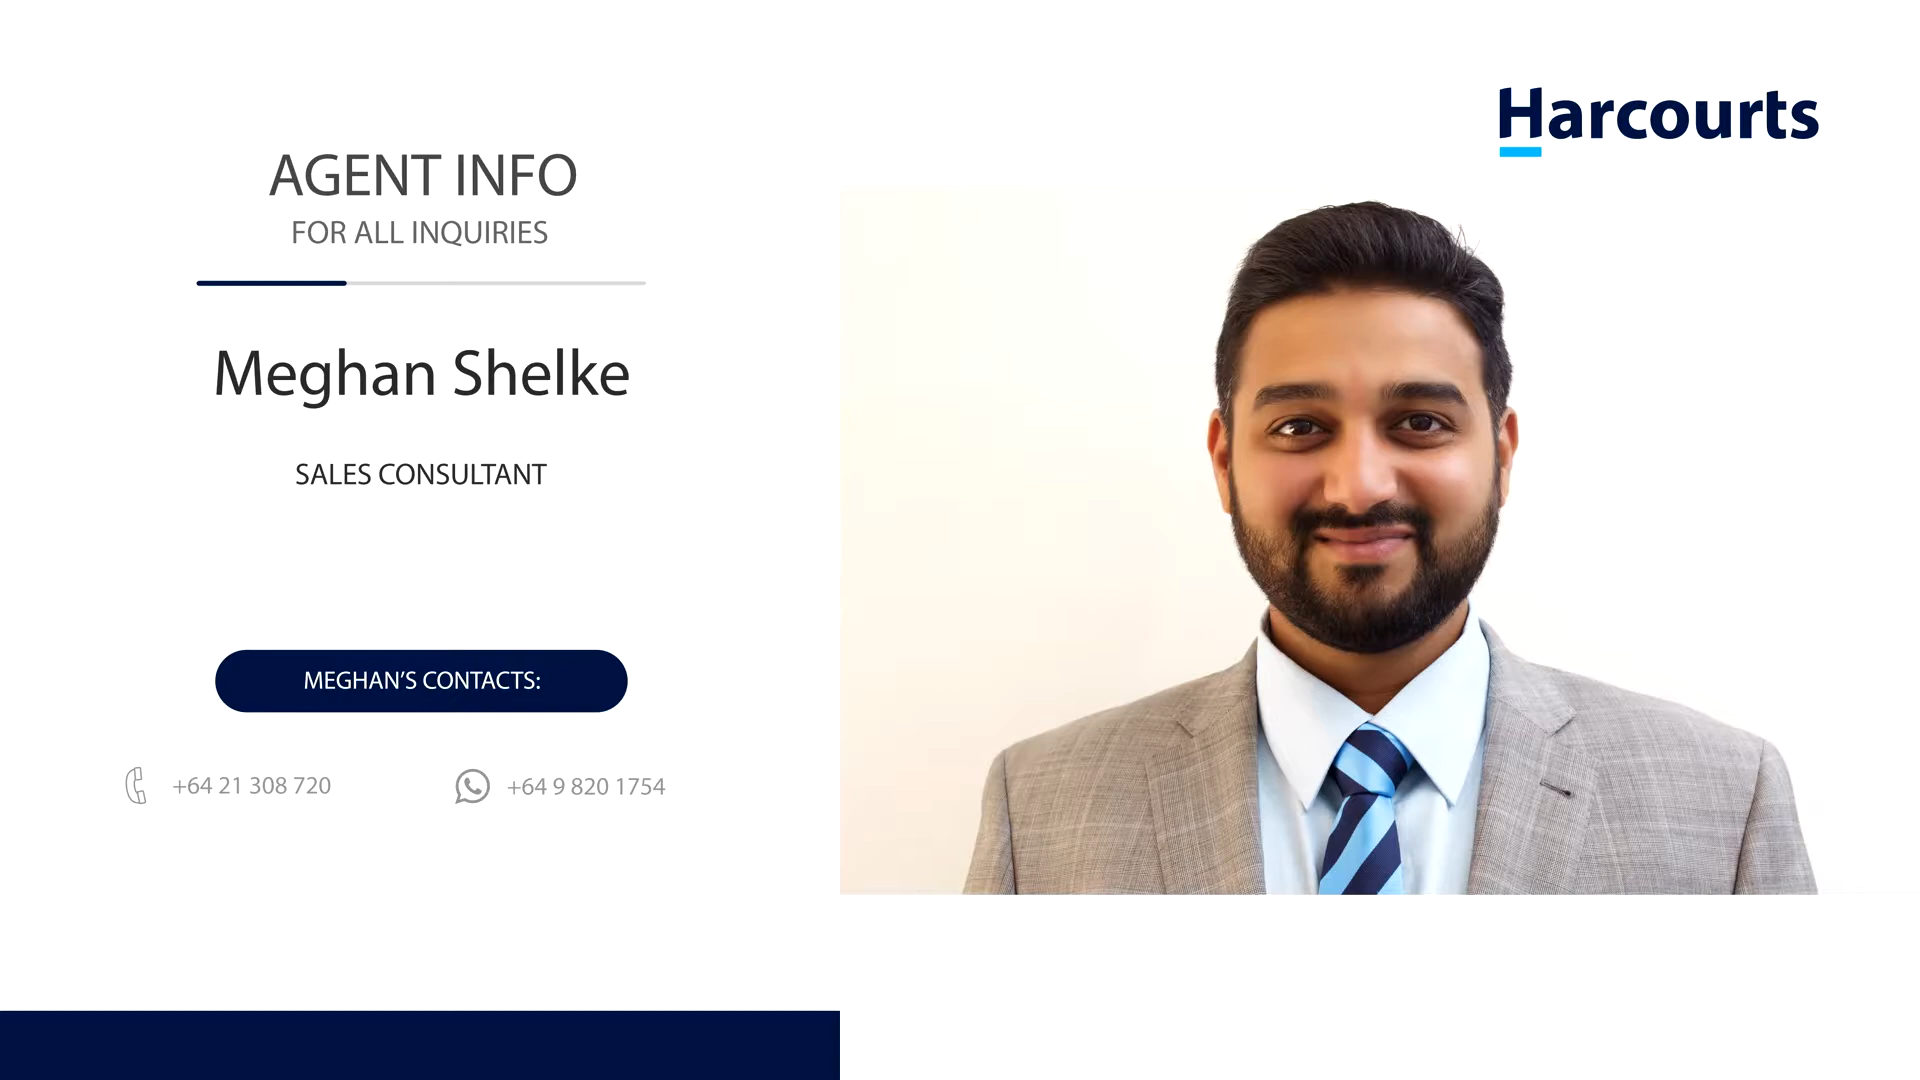 Harcourts
AGENT INFO
FOR ALL INQUIRIES
Meghan Shelke
SALES CONSULTANT
MEGHAN’S CONTACTS:
+64 21 308 720
+64 9 820 1754